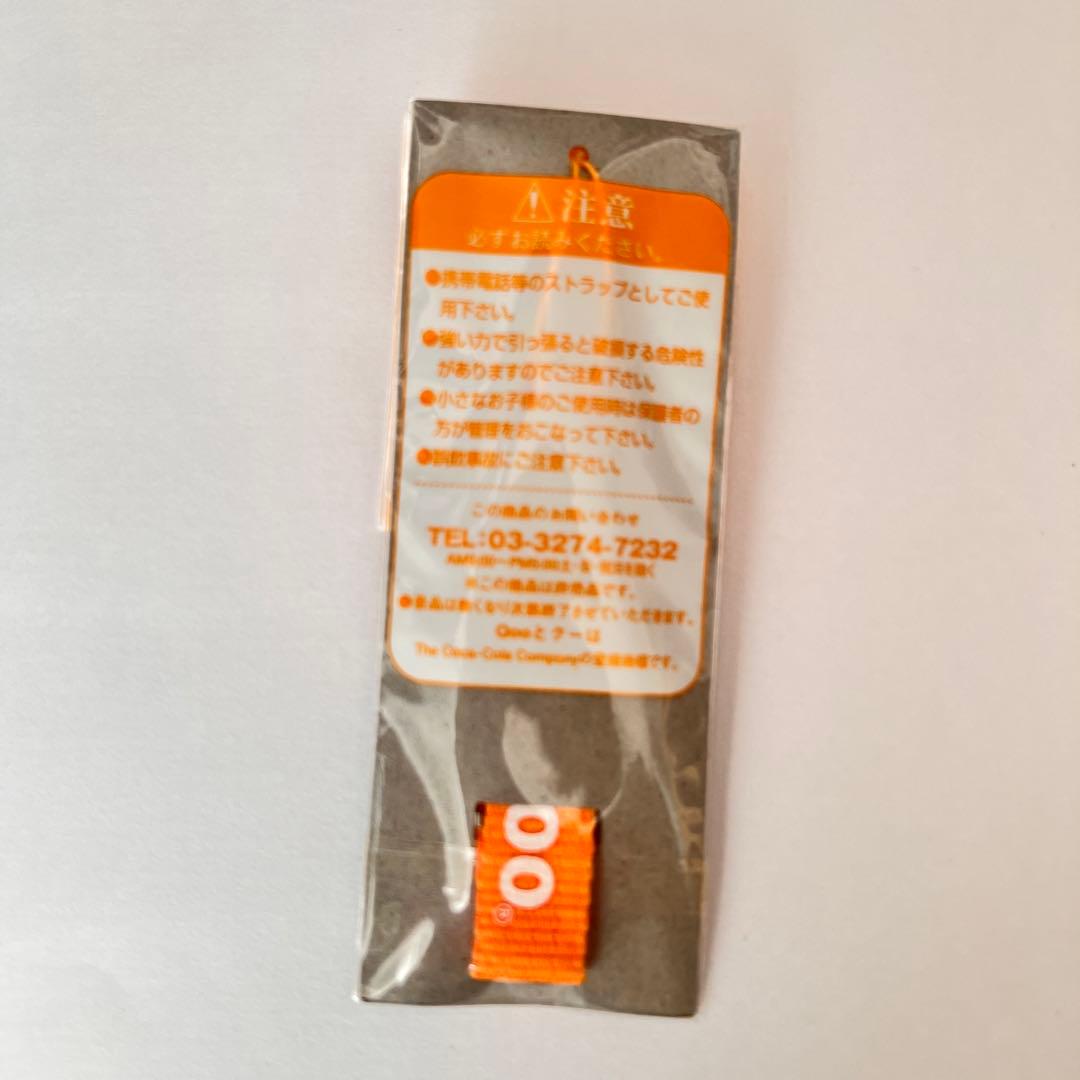 注意
必ずお読みください。
●携帯電話等のストラップとしてご使
用下さい。
●強い力で引っ張ると破損する危険性
がありますのでご注意下さい。
●小さなお子様のご使用時は保護者の
方が管理をおこなって下さい。
●誤飲事故にご注意下さい。
この商品のお問い合わせ
TEL:03-3274-7232
※この商品は非売品です。
●景品は無くなり次第終了させていただきます。
Qooとクーは
The Coca-Cola Companyの登録商標です。
OO®